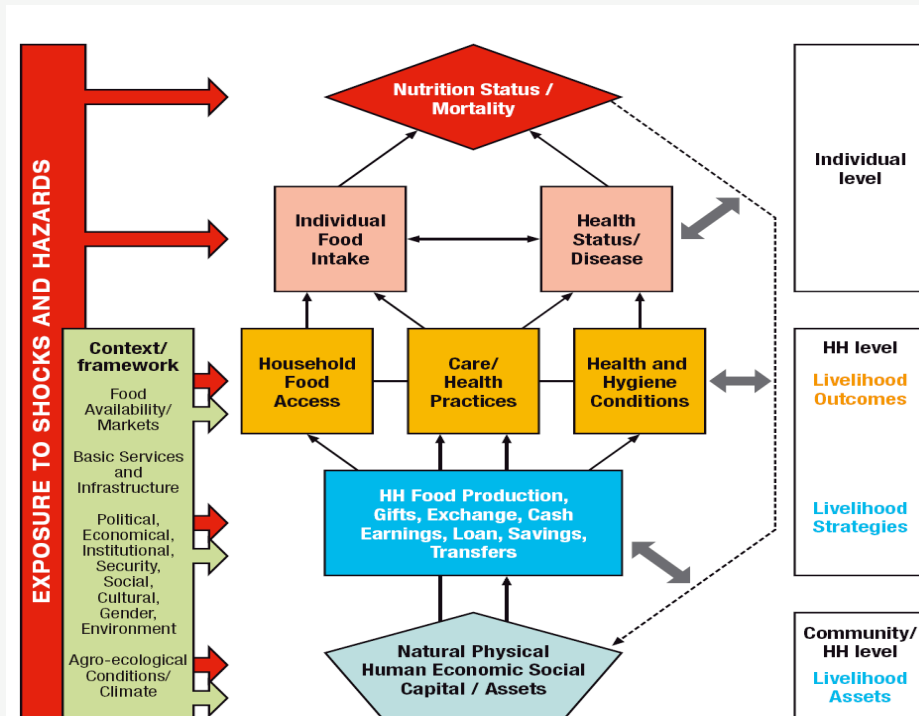 EXPOSURE TO SHOCKS AND HAZARDS
Context/
framework
Food
Availability/
Markets
Basic Services
and
Infrastructure
Political,
Economical,
Institutional,
Security,
Social,
Cultural,
Gender,
Environment
Agro-ecological
Conditions/
Climate
Nutrition Status /
Mortality
Individual
Food
Intake
Health
Status/
Disease
Household
Food
Access
Care/
Health
Practices
Health and
Hygiene
Conditions
HH Food Production,
Gifts, Exchange, Cash
Earnings, Loan, Savings,
Transfers
Natural Physical
Human Economic Social
Capital / Assets
Individual
level
HH level
Livelihood
Outcomes
Livelihood
Strategies
Community/
HH level
Livelihood
Assets